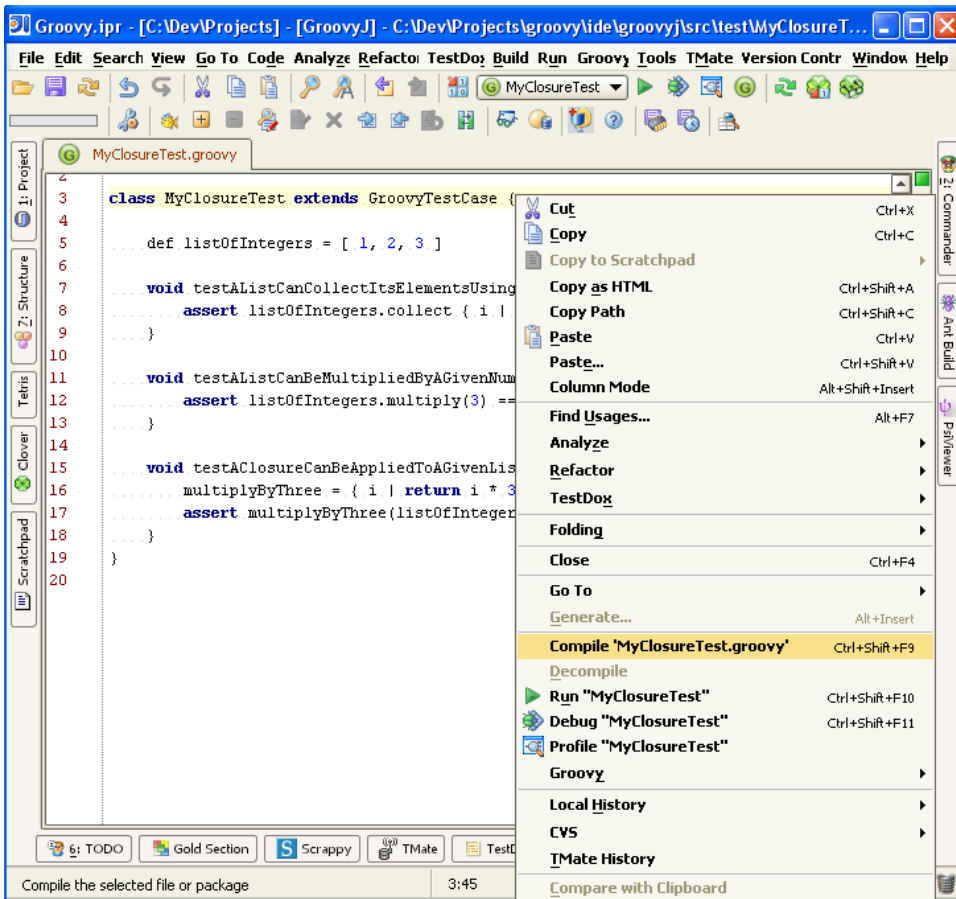 Groovy.ipr - [C:\Dev\Projects] - [GroovyJ] - C:\Dev\Projects\groovy\ide\groovyj\src\test\MyClosureT...
File Edit Search View Go To Code Analyze Refactor TestDox Build Run Groovy Tools TMate Version Contr Window Help
MyClosureTest
MyClosureTest.groovy
1: Project
7: Structure
Tetris
Clover
Scratchpad
2: Commander
Ant Build
PsiViewer
2
3 class MyClosureTest extends GroovyTestCase {
4
5 def listOfIntegers = [ 1, 2, 3 ]
6
7 void testAListCanCollectItsElementsUsing
8 assert listOfIntegers.collect { i |
9 }
10
11 void testAListCanBeMultipliedByAGivenNum
12 assert listOfIntegers.multiply(3) ==
13 }
14
15 void testAClosureCanBeAppliedToAGivenLis
16 multiplyByThree = { i | return i * 3
17 assert multiplyByThree(listOfInteger
18 }
19 }
20
Cut Ctrl+X
Copy Ctrl+C
Copy to Scratchpad
Copy as HTML Ctrl+Shift+A
Copy Path Ctrl+Shift+C
Paste Ctrl+V
Paste... Ctrl+Shift+V
Column Mode Alt+Shift+Insert
Find Usages... Alt+F7
Analyze
Refactor
TestDox
Folding
Close Ctrl+F4
Go To
Generate... Alt+Insert
Compile 'MyClosureTest.groovy' Ctrl+Shift+F9
Decompile
Run "MyClosureTest" Ctrl+Shift+F10
Debug "MyClosureTest" Ctrl+Shift+F11
Profile "MyClosureTest"
Groovy
Local History
CVS
TMate History
Compare with Clipboard
6: TODO Gold Section Scrappy TMate TestD
Compile the selected file or package 3:45